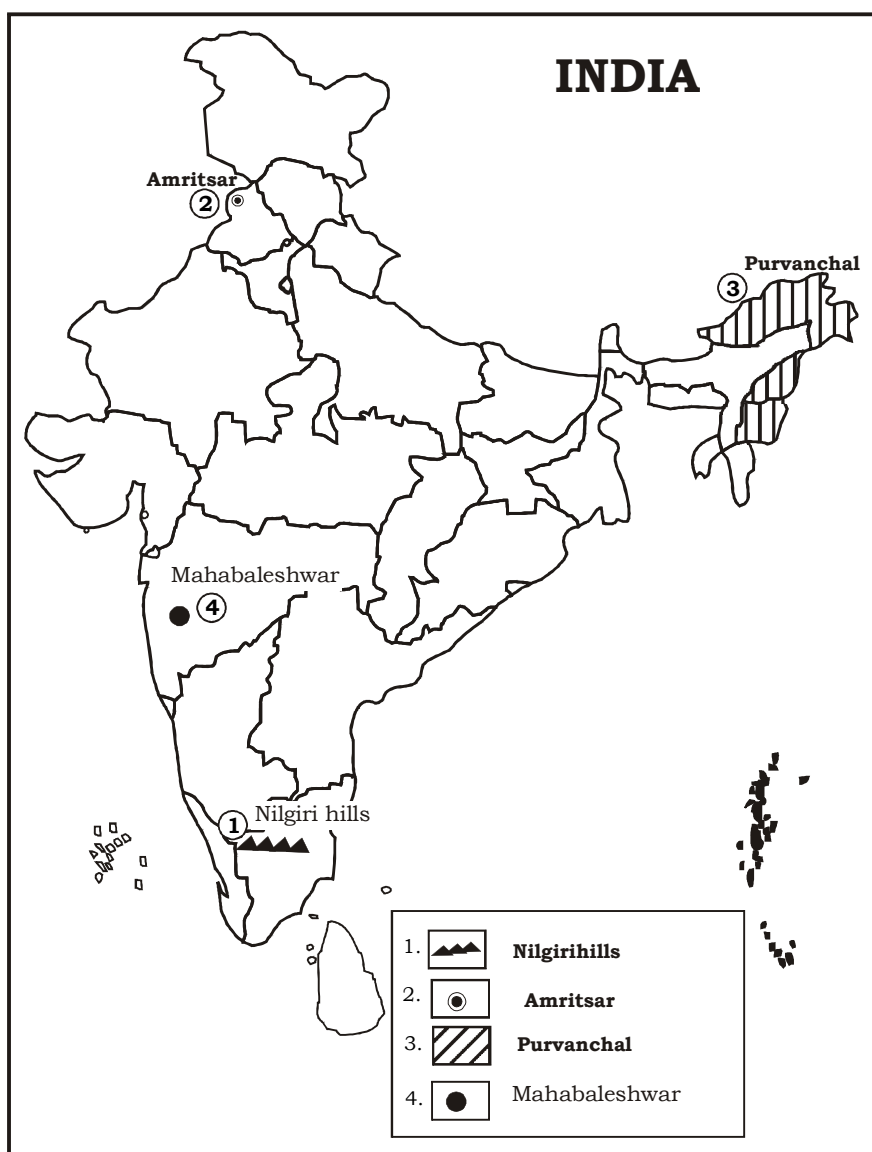 INDIA
Amritsar
2
Purvanchal
3
Mahabaleshwar
4
Nilgiri hills
1
1. Nilgirihills
2. Amritsar
3. Purvanchal
4. Mahabaleshwar